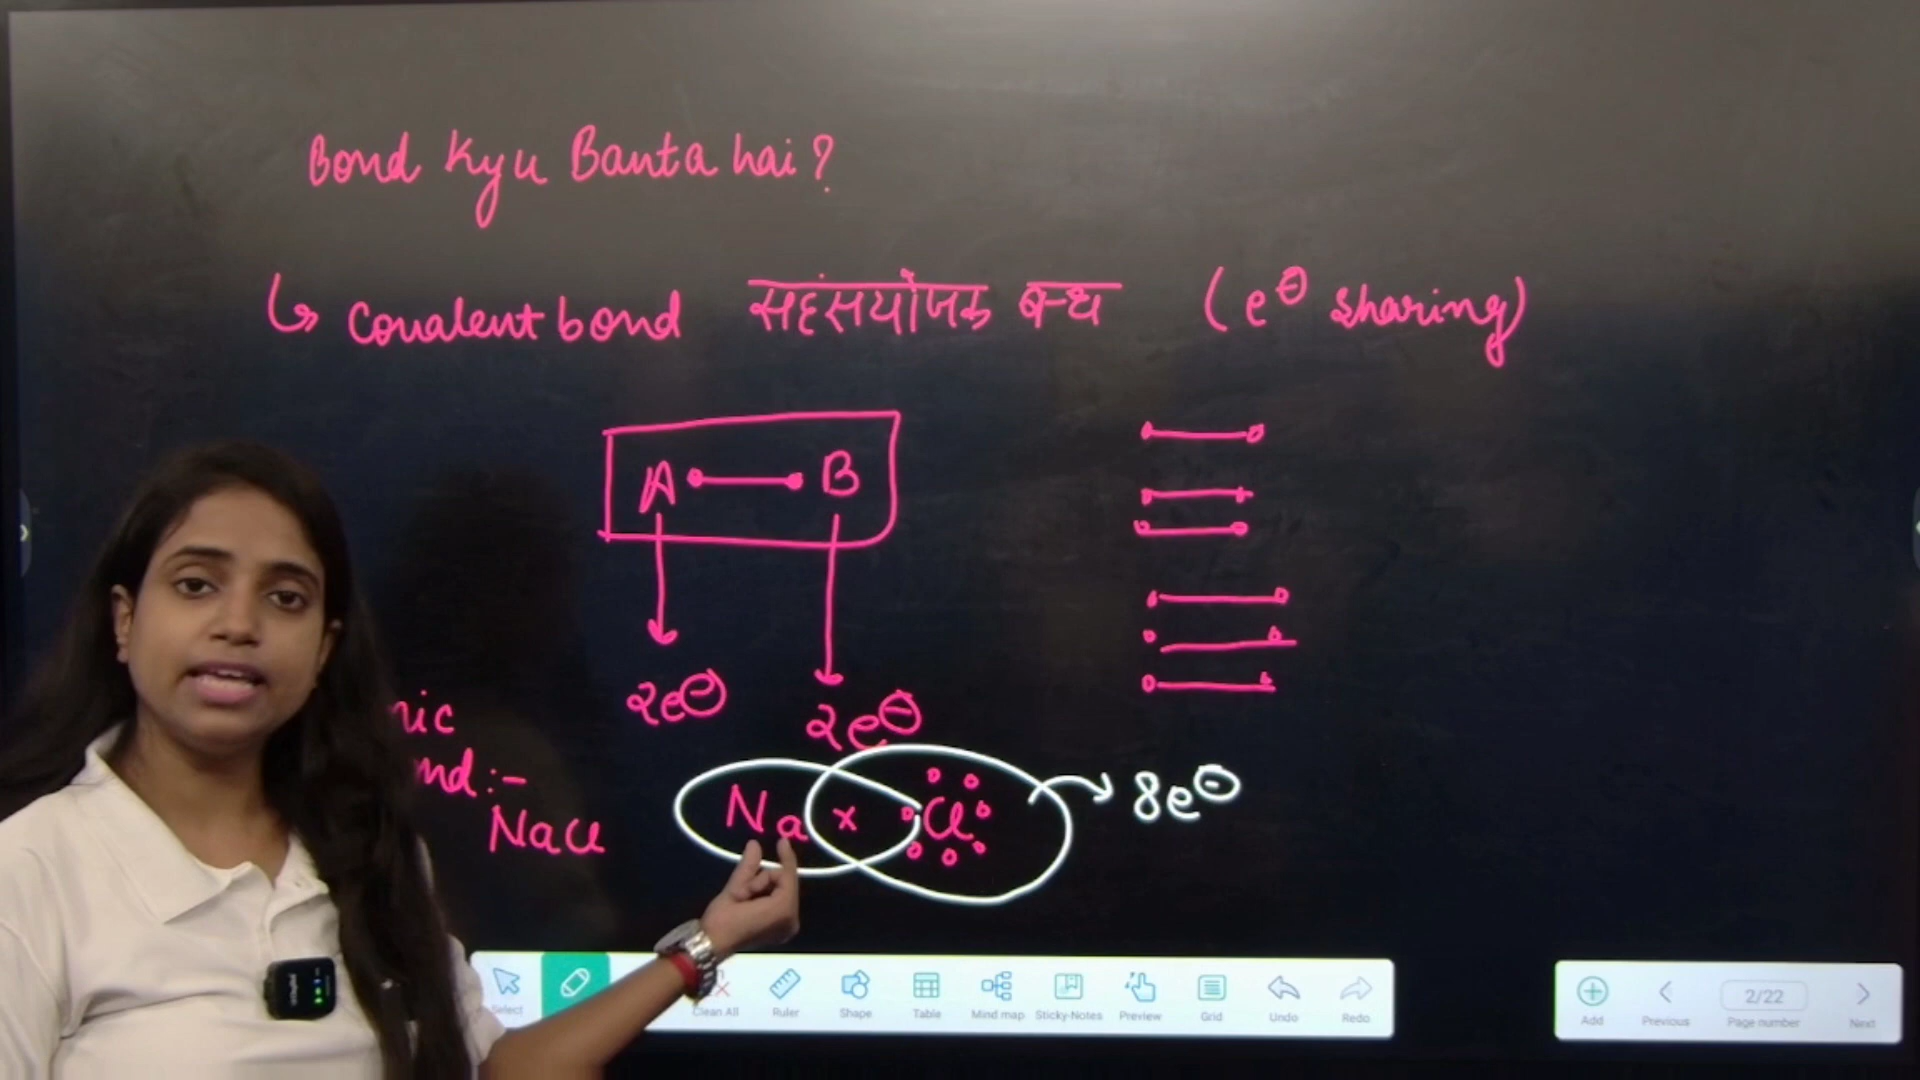 Bond Kyu Banta hai?
↳ Covalent bond सहसंयोजक बन्ध (e⊖ sharing)
A B
2e⊖
2e⊖
nic
nd:-
NaCl
Na x Cl → 8e⊖
Select
Clean All
Ruler
Shape
Table
Mind map
Sticky-Notes
Preview
Grid
Undo
Redo
Add
Previous
2/22
Page number
Next